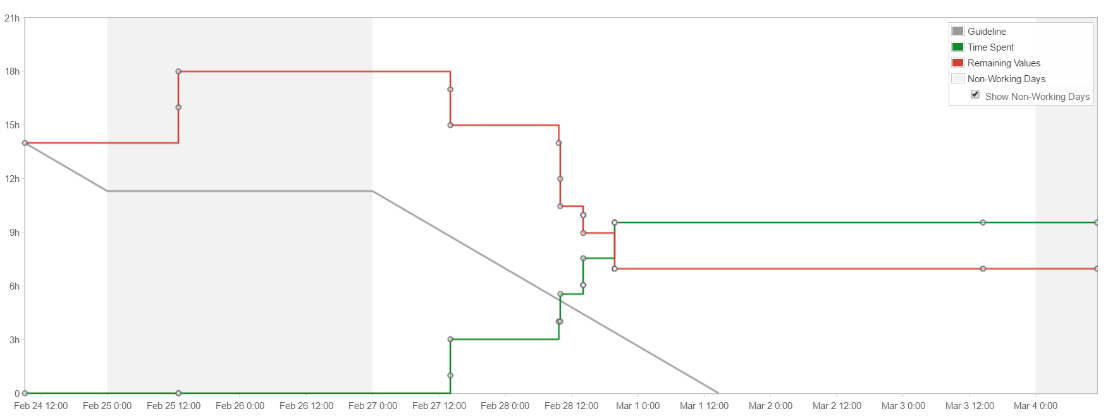 21h
18h
15h
12h
9h
6h
3h
0
Guideline
Time Spent
Remaining Values
Non-Working Days
Show Non-Working Days
Feb 24 12:00 Feb 25 0:00 Feb 25 12:00 Feb 26 0:00 Feb 26 12:00 Feb 27 0:00 Feb 27 12:00 Feb 28 0:00 Feb 28 12:00 Mar 1 0:00 Mar 1 12:00 Mar 2 0:00 Mar 2 12:00 Mar 3 0:00 Mar 3 12:00 Mar 4 0:00